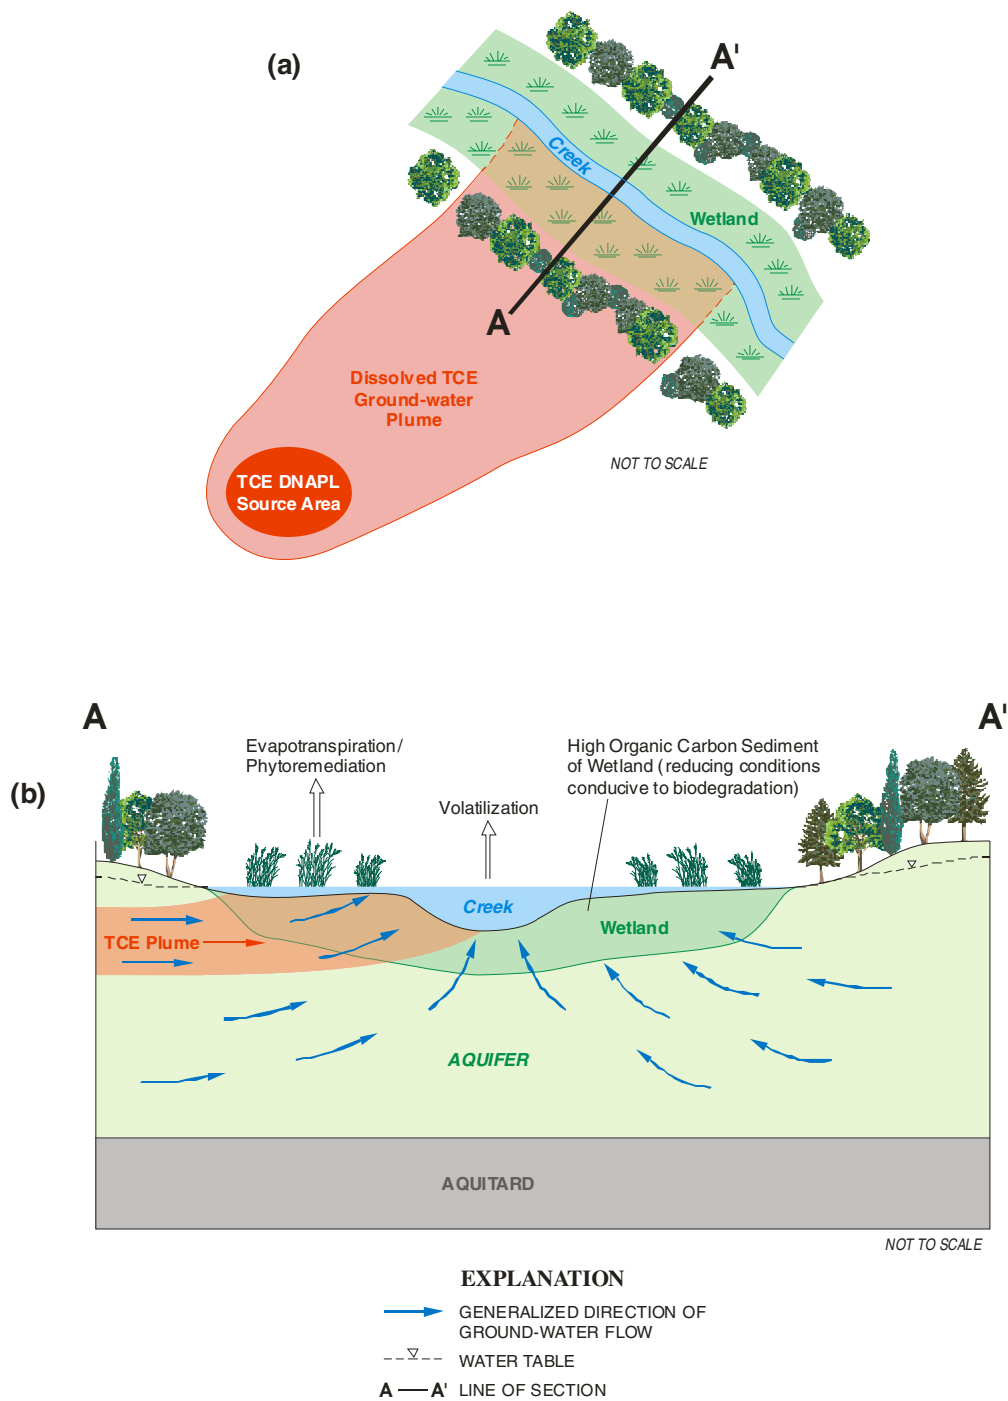 (a)
A'
Creek
Wetland
A
Dissolved TCE
Ground-water
Plume
NOT TO SCALE
TCE DNAPL
Source Area
A
A'
(b)
Evapotranspiration/
Phytoremediation
Volatilization
High Organic Carbon Sediment
of Wetland (reducing conditions
conducive to biodegradation)
Creek
Wetland
TCE Plume
AQUIFER
AQUITARD
NOT TO SCALE
EXPLANATION
GENERALIZED DIRECTION OF
GROUND-WATER FLOW
WATER TABLE
A — A' LINE OF SECTION